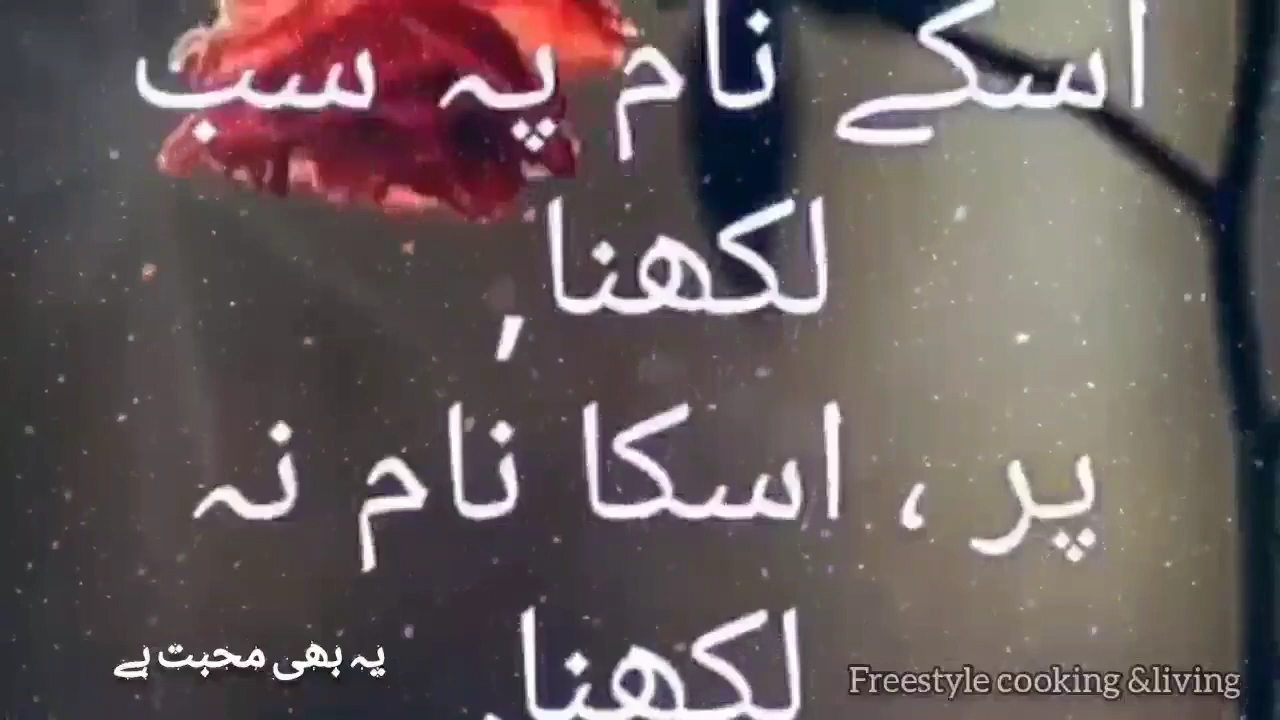 اسکے نام پہ سب
لکھنا,
پر ، اسکا نام نہ
لکھنا
یہ بھی محبت ہے
Freestyle cooking &living